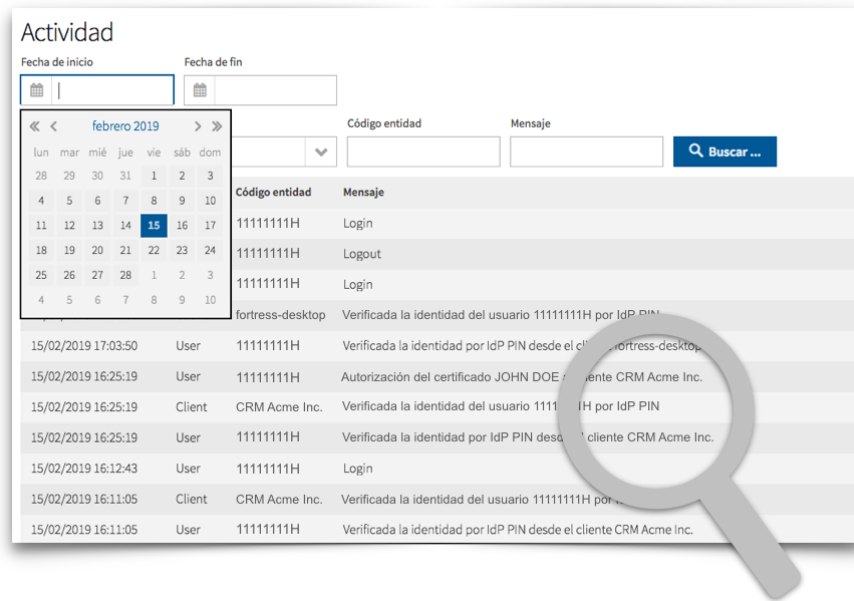 Actividad
Fecha de inicio Fecha de fin
febrero 2019
Código entidad Mensaje
Buscar ...
lun mar mié jue vie sáb dom
28 29 30 31 1 2 3
4 5 6 7 8 9 10
11 12 13 14 15 16 17
18 19 20 21 22 23 24
25 26 27 28 1 2 3
4 5 6 7 8 9 10
Código entidad Mensaje
11111111H Login
11111111H Logout
11111111H Login
fortress-desktop Verificada la identidad del usuario 11111111H por IdP PIN
15/02/2019 17:03:50 User 11111111H Verificada la identidad por IdP PIN desde el fortress-desktop
15/02/2019 16:25:19 User 11111111H Autorización del certificado JOHN DOE CRM Acme Inc.
15/02/2019 16:25:19 Client CRM Acme Inc. Verificada la identidad del usuario por IdP PIN
15/02/2019 16:25:19 User 11111111H Verificada la identidad por IdP PIN cliente CRM Acme Inc.
15/02/2019 16:12:43 User 11111111H Login
15/02/2019 16:11:05 Client CRM Acme Inc. Verificada la identidad del usuario 11111111H por
15/02/2019 16:11:05 User 11111111H Verificada la identidad por IdP PIN desde el cliente CRM Acme Inc.